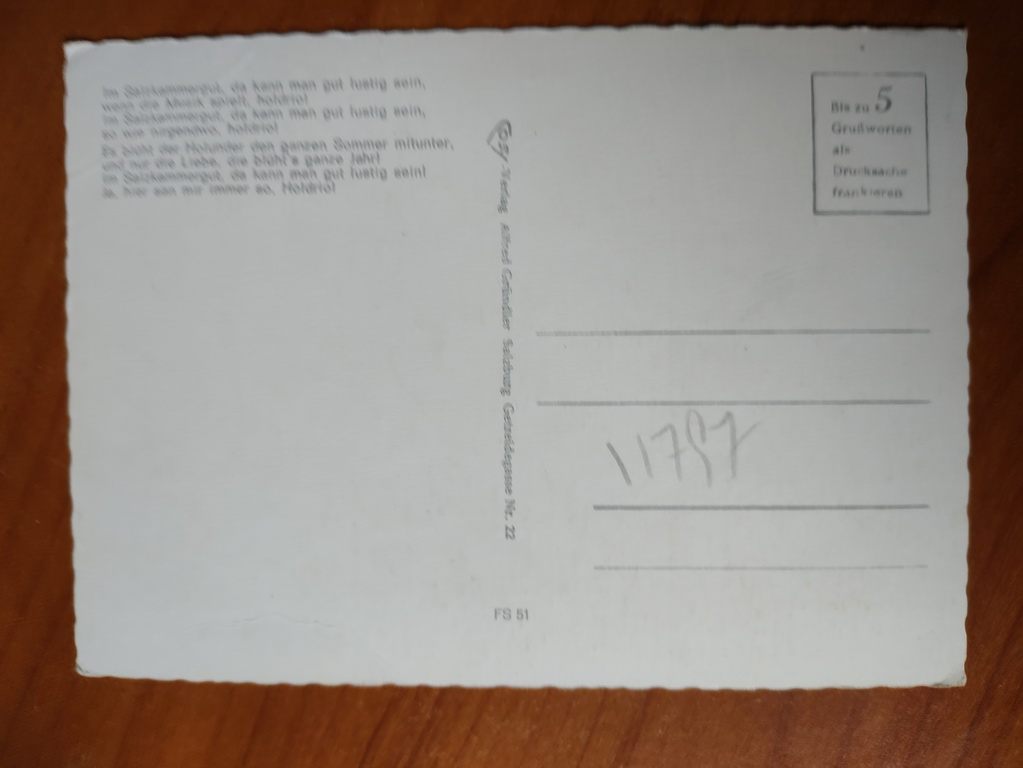 Im Salzkammergut, da kann man gut lustig sein,
wenn die Musik spielt, holdrio!
Im Salzkammergut, da kann man gut lustig sein,
so wie nirgendwo, holdrio!
Es blüht der Holunder den ganzen Sommer mitunter,
und nur die Liebe, die blüht's ganze Jahr!
Im Salzkammergut, da kann man gut lustig sein!
Ja, hier san mir immer so. Holdrio!
Cosy-Verlag Alfred Gründler Salzburg Getreidegasse Nr. 22
FS 51
Bis zu 5
Grußworten
als
Drucksache
frankieren